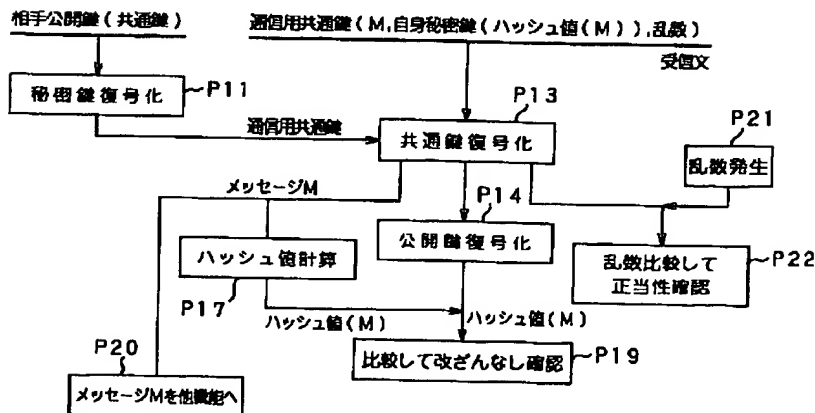 相手公開鍵(共通鍵)
通信用共通鍵(M,自身秘密鍵(ハッシュ値(M)),乱数)
受信文
秘密鍵復号化
P11
通信用共通鍵
P13
共通鍵復号化
P21
乱数発生
メッセージM
P14
公開鍵復号化
ハッシュ値計算
P17
乱数比較して
正当性確認
P22
ハッシュ値(M)
ハッシュ値(M)
P20
メッセージMを他機能へ
比較して改ざんなし確認
P19